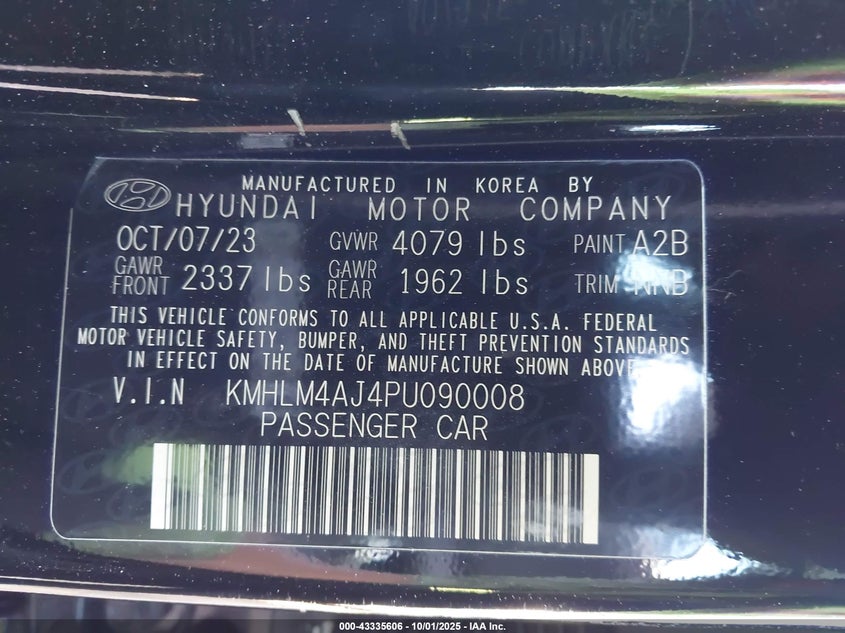 MANUFACTURED IN KOREA BY
HYUNDAI MOTOR COMPANY
OCT/07/23 GVWR 4079 lbs PAINT A2B
GAWR FRONT 2337 lbs GAWR REAR 1962 lbs TRIM NNB
THIS VEHICLE CONFORMS TO ALL APPLICABLE U.S.A. FEDERAL
MOTOR VEHICLE SAFETY, BUMPER, AND THEFT PREVENTION STANDARDS
IN EFFECT ON THE DATE OF MANUFACTURE SHOWN ABOVE.
V.I.N KMHLM4AJ4PU090008
PASSENGER CAR
000-43335606 - 10/01/2025 - IAA Inc.